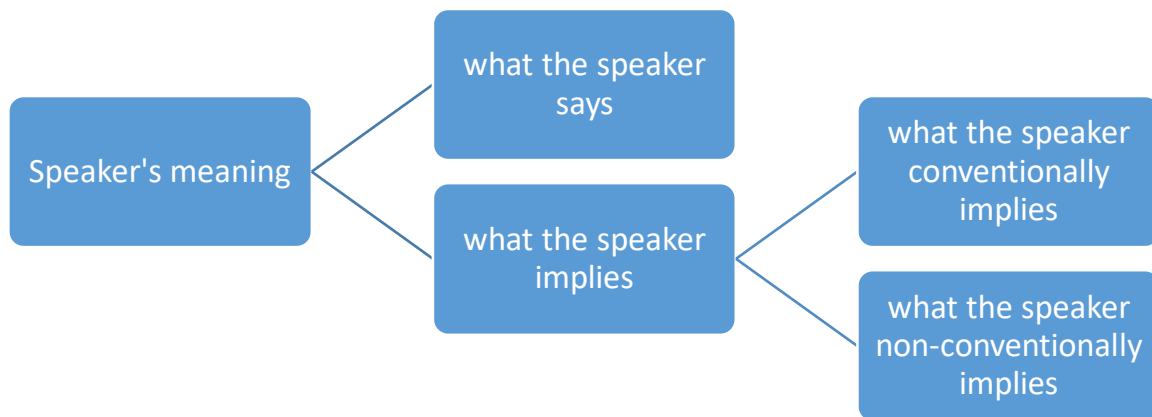 Speaker's meaning
what the speaker
says
what the speaker
implies
what the speaker
conventionally
implies
what the speaker
non-conventionally
implies